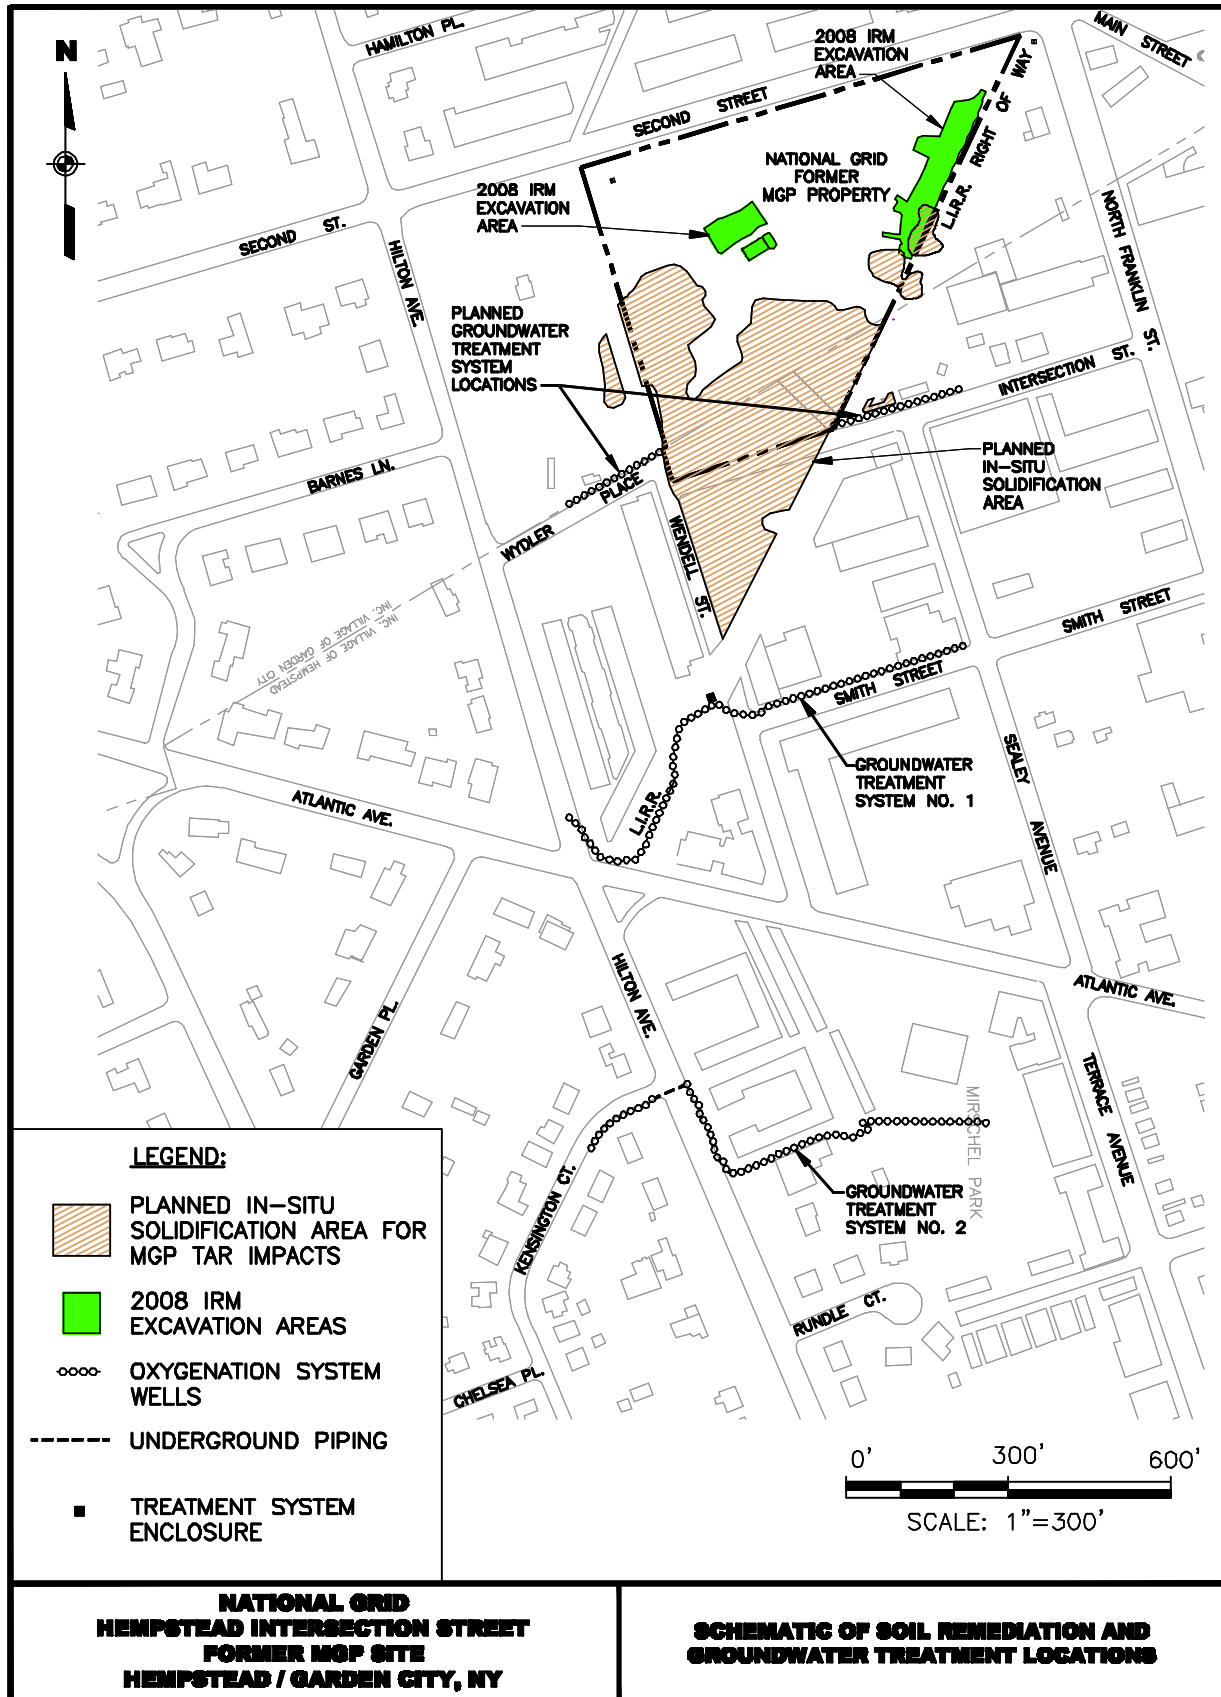 N
HAMILTON PL.
MAIN STREET
2008 IRM
EXCAVATION
AREA
SECOND STREET
L.I.R.R. RIGHT OF WAY
NATIONAL GRID
FORMER
MGP PROPERTY
2008 IRM
EXCAVATION
AREA
SECOND ST.
HILTON AVE.
NORTH FRANKLIN ST.
PLANNED
GROUNDWATER
TREATMENT
SYSTEM
LOCATIONS
INTERSECTION ST.
BARNES LN.
PLANNED
IN-SITU
SOLIDIFICATION
AREA
WYDLER PLACE
WENDELL ST.
INC. VILLAGE OF GARDEN CITY
INC. VILLAGE OF HEMPSTEAD
SMITH STREET
SMITH STREET
GROUNDWATER
TREATMENT
SYSTEM NO. 1
SEALEY AVENUE
ATLANTIC AVE.
L.I.R.R.
HILTON AVE.
ATLANTIC AVE.
GARDEN PL.
TERRACE AVENUE
MIRSCHEL PARK
KENSINGTON CT.
GROUNDWATER
TREATMENT
SYSTEM NO. 2
RUNDLE CT.
CHELSEA PL.
LEGEND:
PLANNED IN-SITU
SOLIDIFICATION AREA FOR
MGP TAR IMPACTS
2008 IRM
EXCAVATION AREAS
OXYGENATION SYSTEM
WELLS
UNDERGROUND PIPING
TREATMENT SYSTEM
ENCLOSURE
0' 300' 600'
SCALE: 1"=300'
NATIONAL GRID
HEMPSTEAD INTERSECTION STREET
FORMER MGP SITE
HEMPSTEAD / GARDEN CITY, NY
SCHEMATIC OF SOIL REMEDIATION AND
GROUNDWATER TREATMENT LOCATIONS